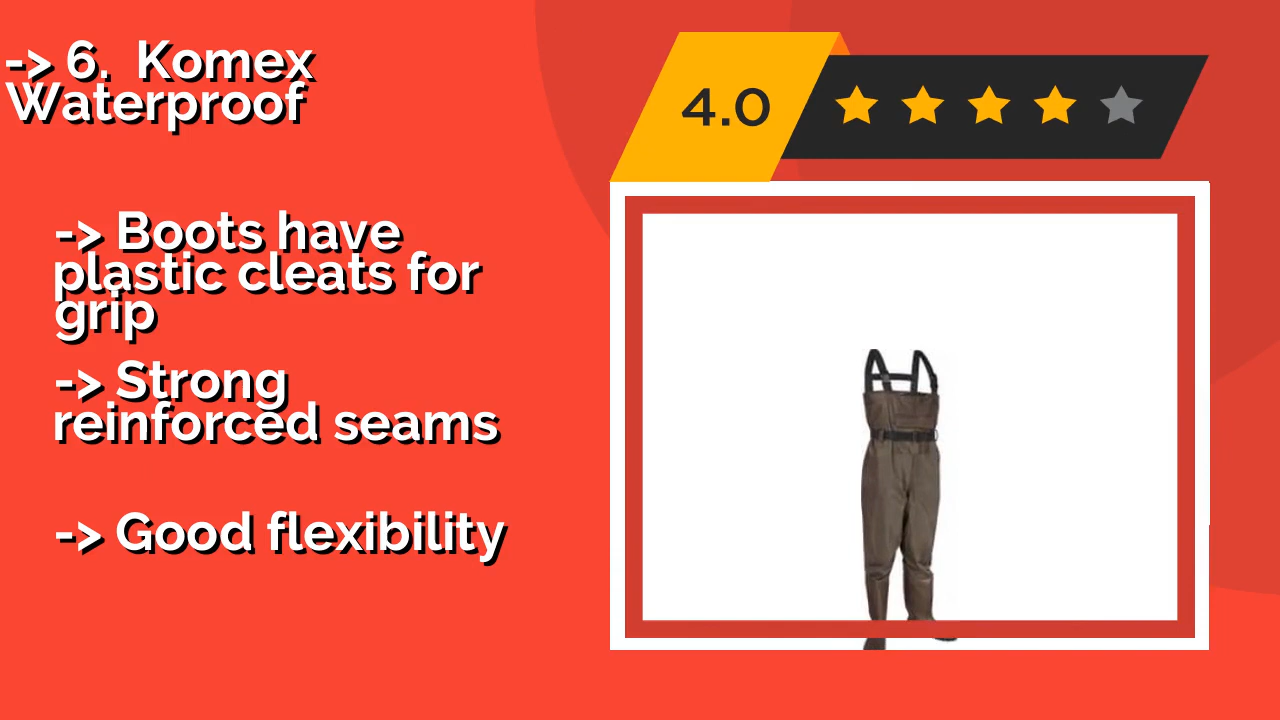 -> 6.  Komex
Waterproof
4.0
-> Boots have
plastic cleats for
grip
-> Strong
reinforced seams
-> Good flexibility